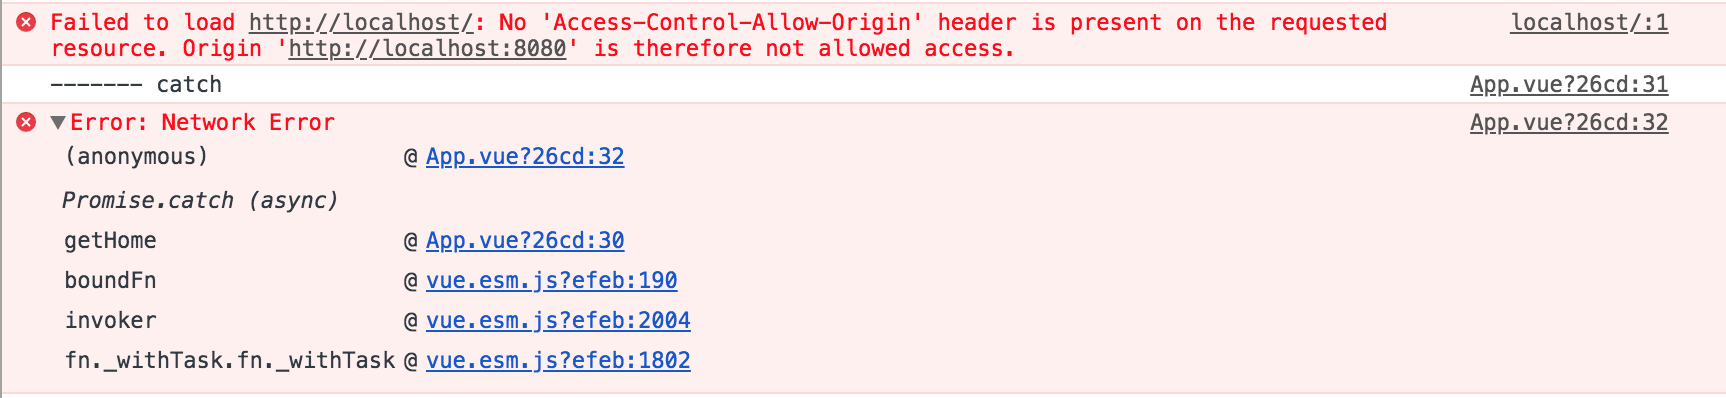 Failed to load http://localhost/: No 'Access-Control-Allow-Origin' header is present on the requested localhost/:1
resource. Origin 'http://localhost:8080' is therefore not allowed access.
------- catch App.vue?26cd:31
▼Error: Network Error App.vue?26cd:32
(anonymous) @ App.vue?26cd:32
Promise.catch (async)
getHome @ App.vue?26cd:30
boundFn @ vue.esm.js?efeb:190
invoker @ vue.esm.js?efeb:2004
fn._withTask.fn._withTask @ vue.esm.js?efeb:1802